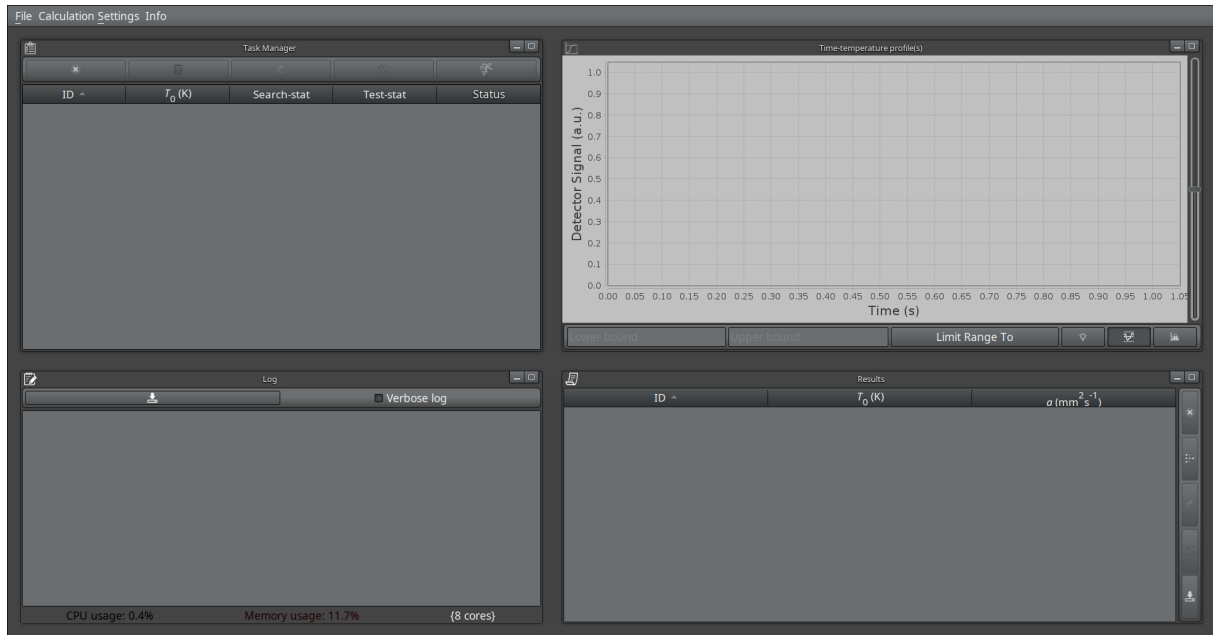 File Calculation Settings Info
Task Manager
ID T0 (K) Search-stat Test-stat Status
Time-temperature profile(s)
Detector Signal (a.u.)
1.0
0.9
0.8
0.7
0.6
0.5
0.4
0.3
0.2
0.1
0.0
0.00 0.05 0.10 0.15 0.20 0.25 0.30 0.35 0.40 0.45 0.50 0.55 0.60 0.65 0.70 0.75 0.80 0.85 0.90 0.95 1.00 1.05
Time (s)
Lower bound Upper bound Limit Range To
Log
Verbose log
CPU usage: 0.4% Memory usage: 11.7% {8 cores}
Results
ID T0 (K) a (mm2 s-1)